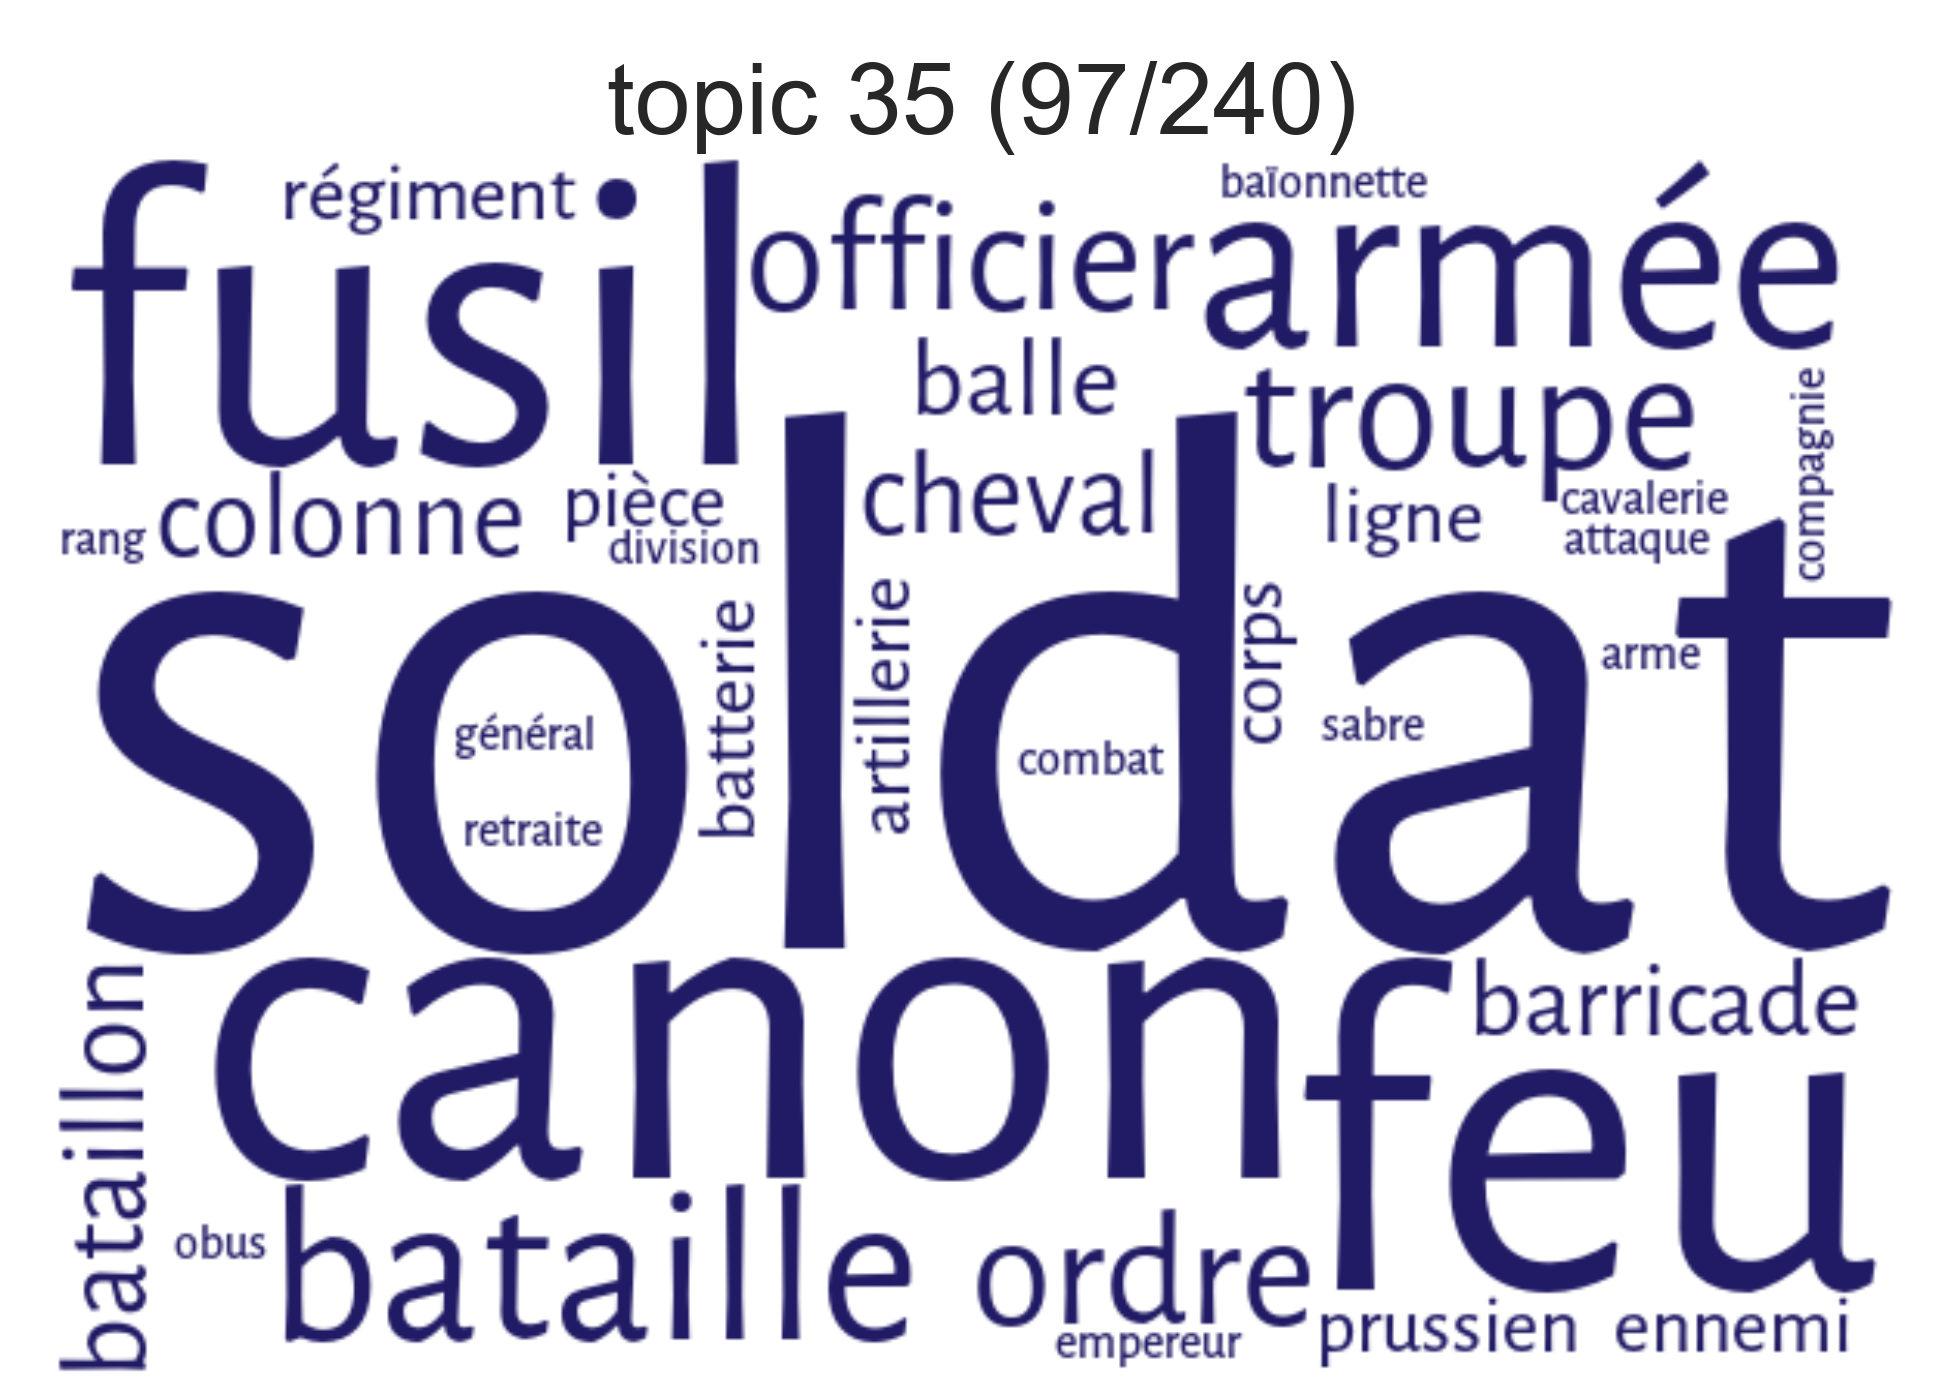 topic 35 (97/240)
fusil
régiment
officier
baïonnette
armée
balle
troupe
compagnie
cheval
colonne
pièce
ligne
cavalerie
rang
division
attaque
soldat
batterie
artillerie
corps
arme
général
sabre
combat
retraite
bataillon
canon
feu
barricade
obus
bataille
ordre
empereur
prussien
ennemi